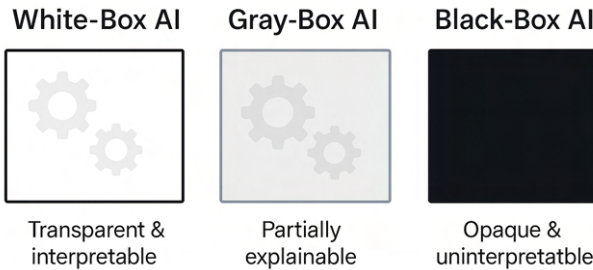 White-Box AI
Gray-Box AI
Black-Box AI
Transparent &
interpretable
Partially
explainable
Opaque &
uninterpretatble